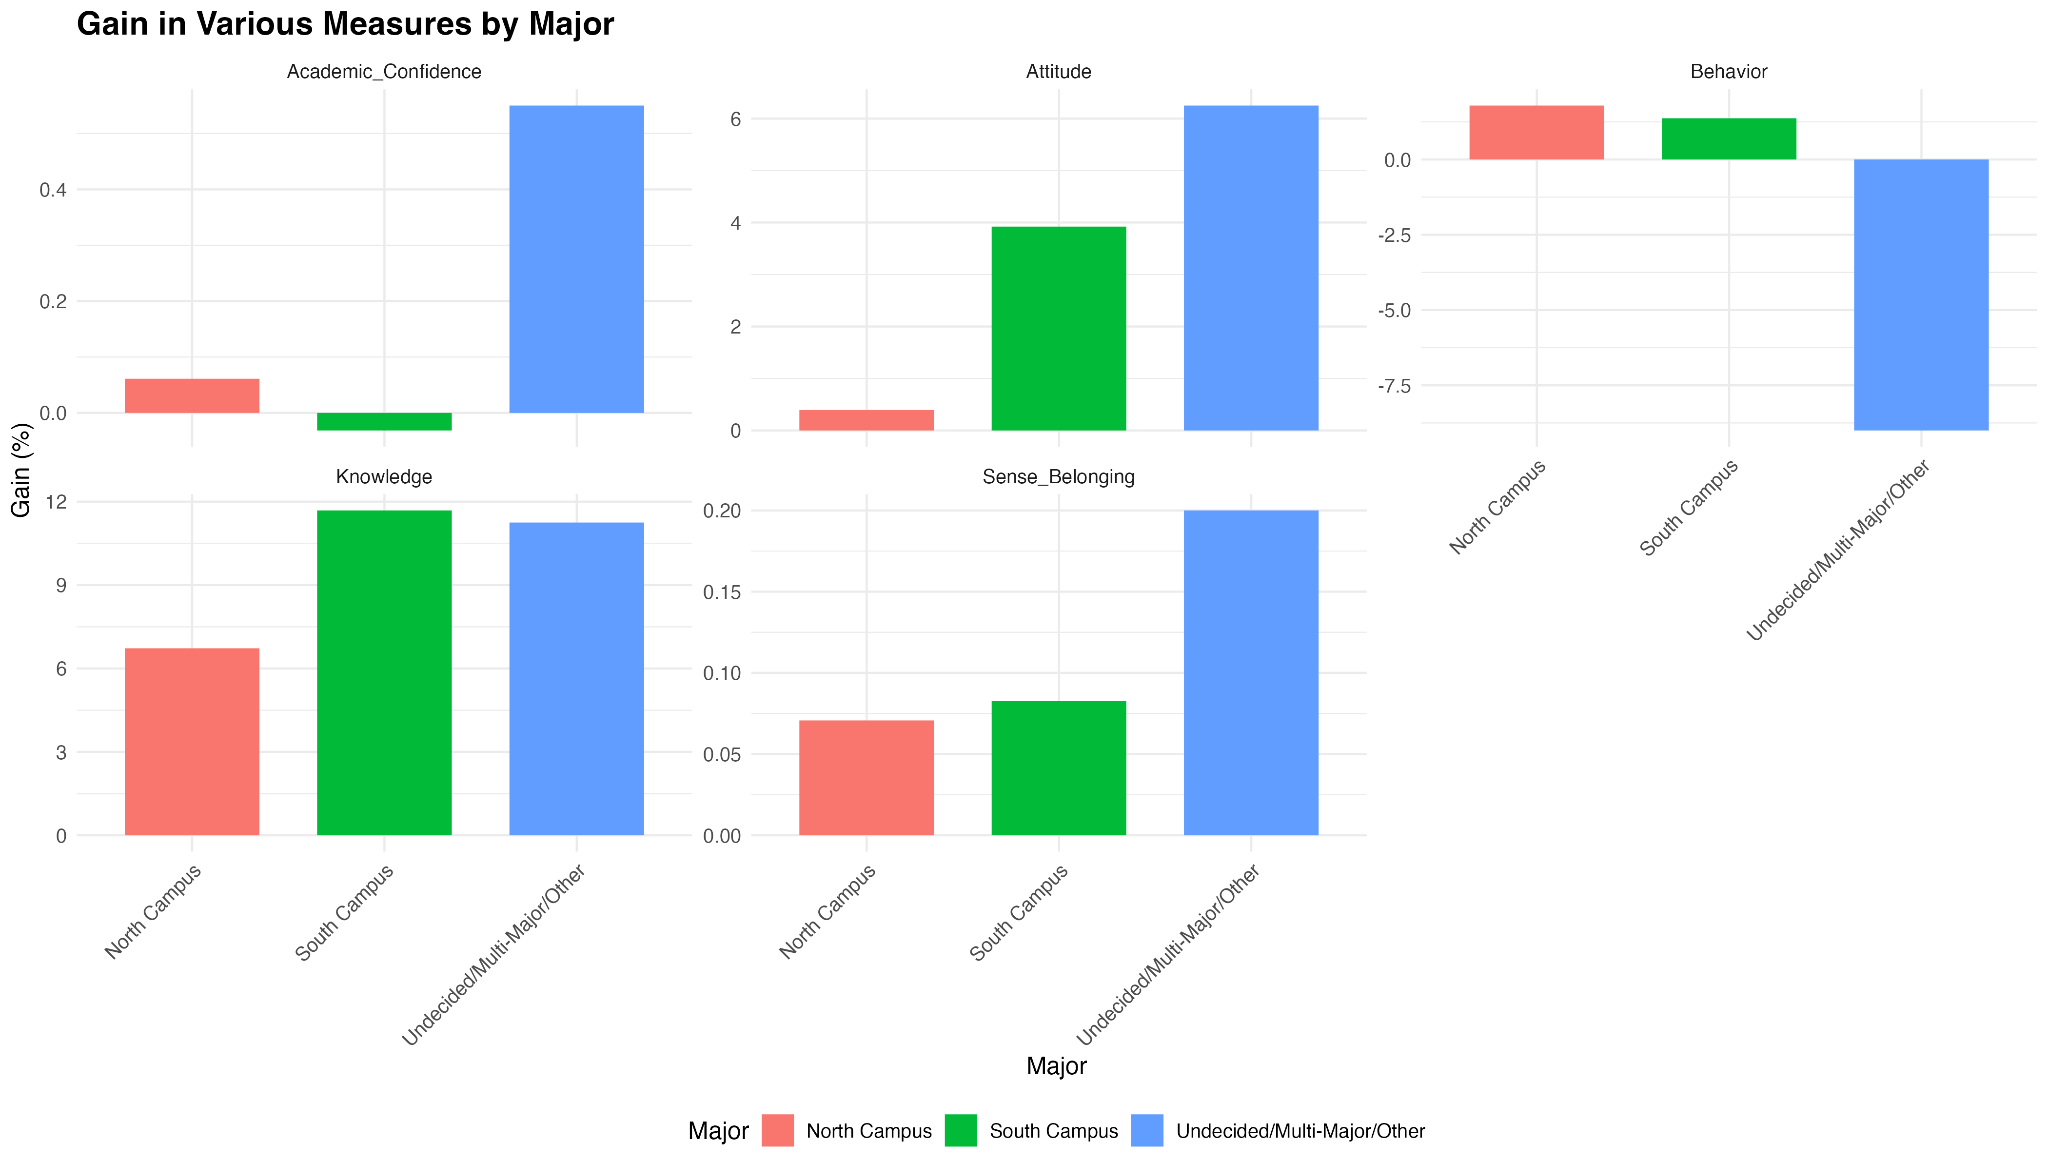 Gain in Various Measures by Major
Academic_Confidence
Attitude
Behavior
0.4
0.2
0.0
6
4
2
0
0.0
-2.5
-5.0
-7.5
Gain (%)
North Campus
South Campus
Undecided/Multi-Major/Other
Knowledge
Sense_Belonging
12
9
6
3
0
0.20
0.15
0.10
0.05
0.00
North Campus
South Campus
Undecided/Multi-Major/Other
North Campus
South Campus
Undecided/Multi-Major/Other
Major
Major North Campus South Campus Undecided/Multi-Major/Other